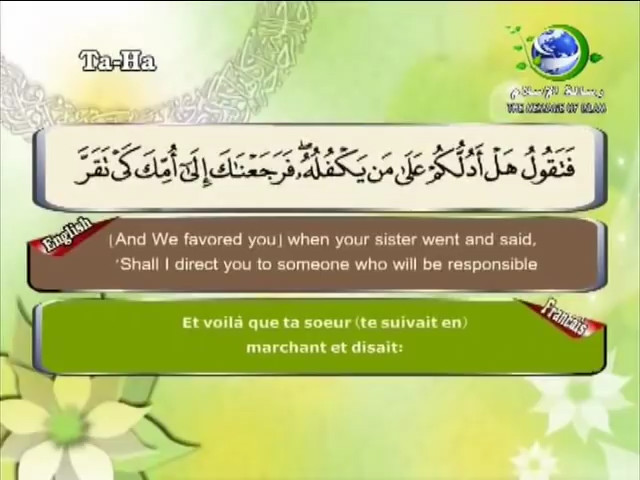 Ta-Ha
رسالة الإسلام
THE MESSAGE OF ISLAM
فَتَقُولُ هَلْ أَدُلُّكُمْ عَلَىٰ مَن يَكْفُلُهُۥ ۖ فَرَجَعْنَـٰكَ إِلَىٰٓ أُمِّكَ كَىْ تَقَرَّ
English
[And We favored you] when your sister went and said,
'Shall I direct you to someone who will be responsible
Francais
Et voilà que ta soeur (te suivait en)
marchant et disait: